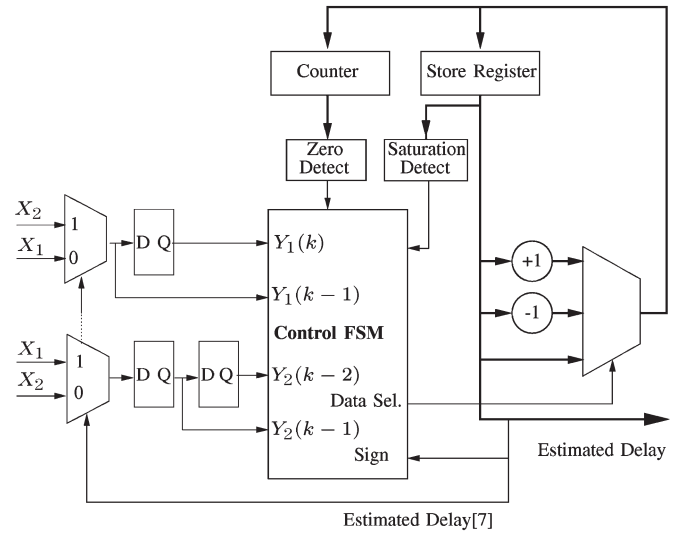 Counter
Store Register
Zero
Detect
Saturation
Detect
X₂
1
X₁
0
D Q
Y₁(k)
+1
Y₁(k − 1)
-1
Control FSM
X₁
1
X₂
0
D Q
D Q
Y₂(k − 2)
Data Sel.
Y₂(k − 1)
Sign
Estimated Delay
Estimated Delay[7]